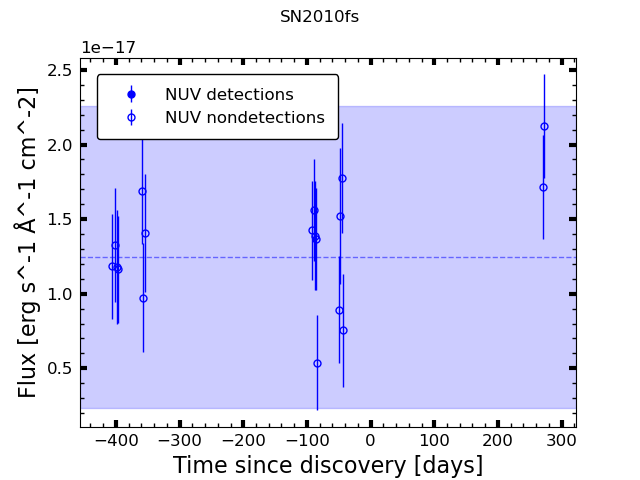 SN2010fs
1e−17
2.5
2.0
1.5
1.0
0.5
Flux [erg s^-1 Å^-1 cm^-2]
NUV detections
NUV nondetections
−400 −300 −200 −100 0 100 200 300
Time since discovery [days]